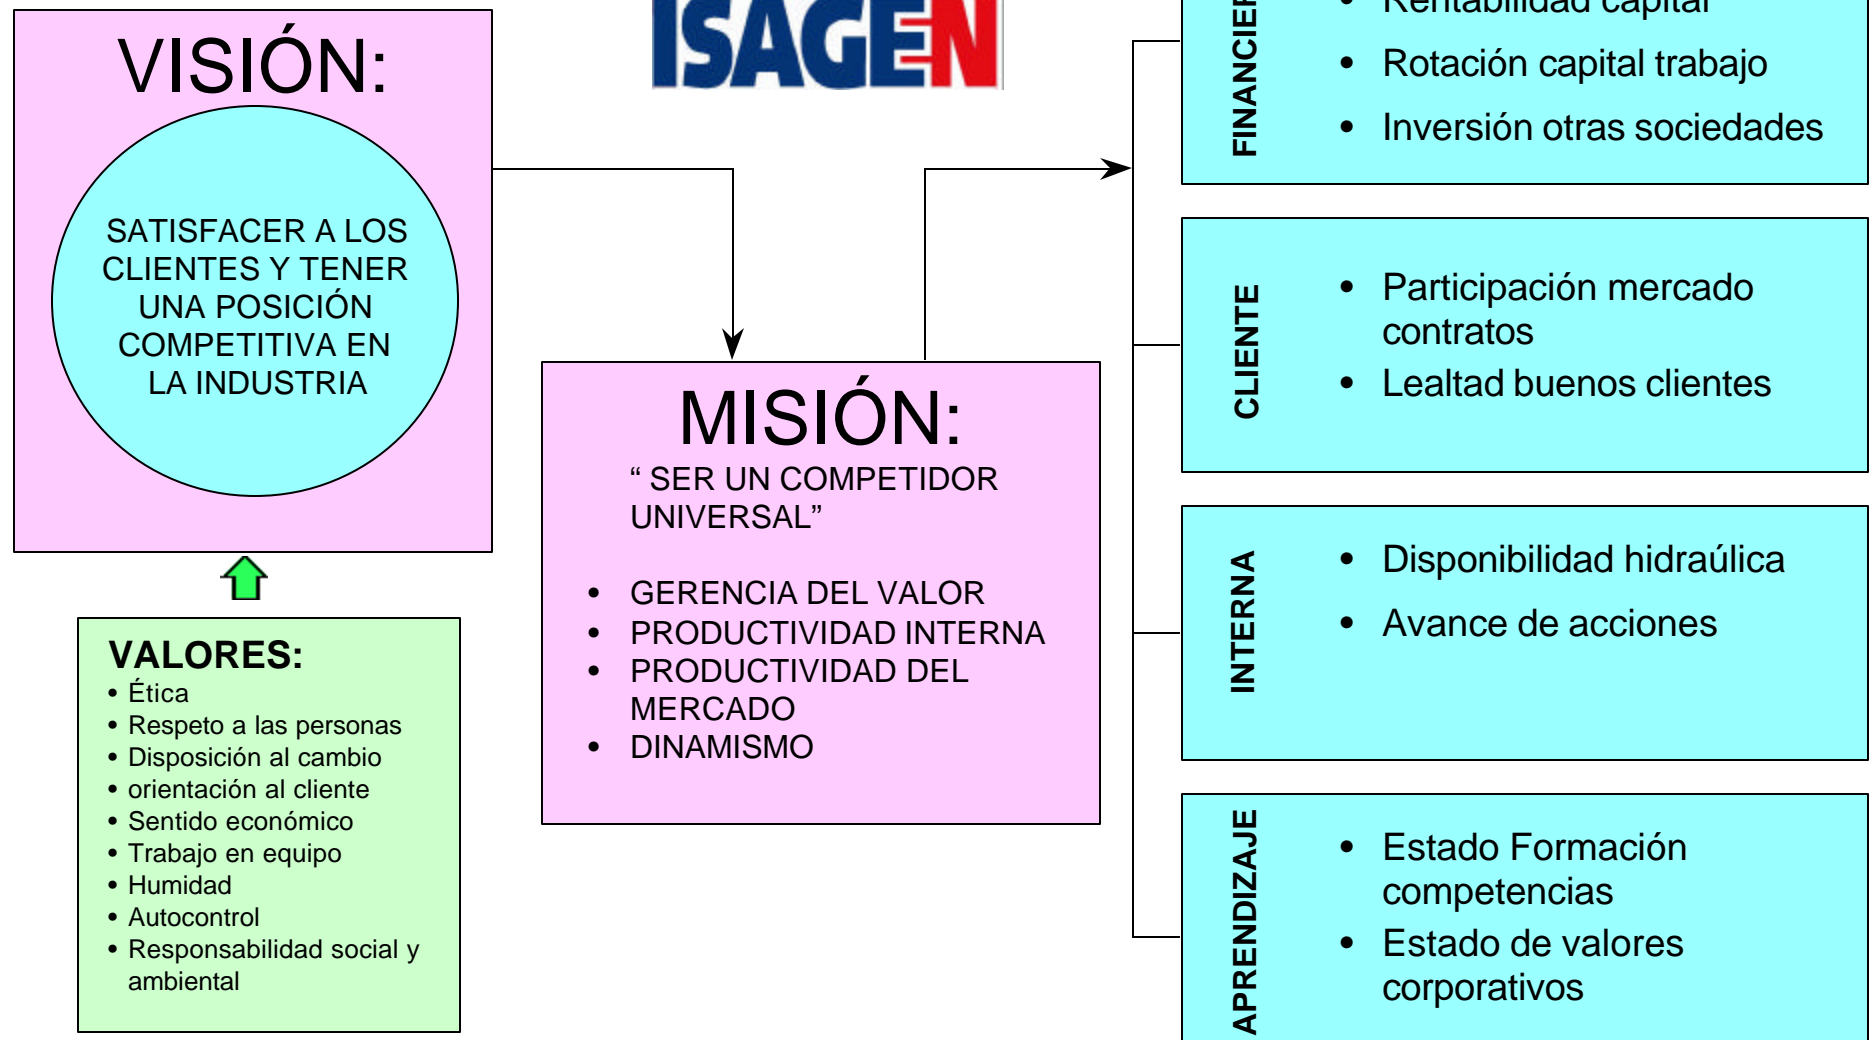 VISIÓN:
SATISFACER A LOS
CLIENTES Y TENER
UNA POSICIÓN
COMPETITIVA EN
LA INDUSTRIA
VALORES:
• Ética
• Respeto a las personas
• Disposición al cambio
• orientación al cliente
• Sentido económico
• Trabajo en equipo
• Humidad
• Autocontrol
• Responsabilidad social y
ambiental
ISAGEN
MISIÓN:
“ SER UN COMPETIDOR
UNIVERSAL”
• GERENCIA DEL VALOR
• PRODUCTIVIDAD INTERNA
• PRODUCTIVIDAD DEL
MERCADO
• DINAMISMO
FINANCIER
• Rentabilidad capital
• Rotación capital trabajo
• Inversión otras sociedades
CLIENTE
• Participación mercado
contratos
• Lealtad buenos clientes
INTERNA
• Disponibilidad hidraúlica
• Avance de acciones
APRENDIZAJE
• Estado Formación
competencias
• Estado de valores
corporativos